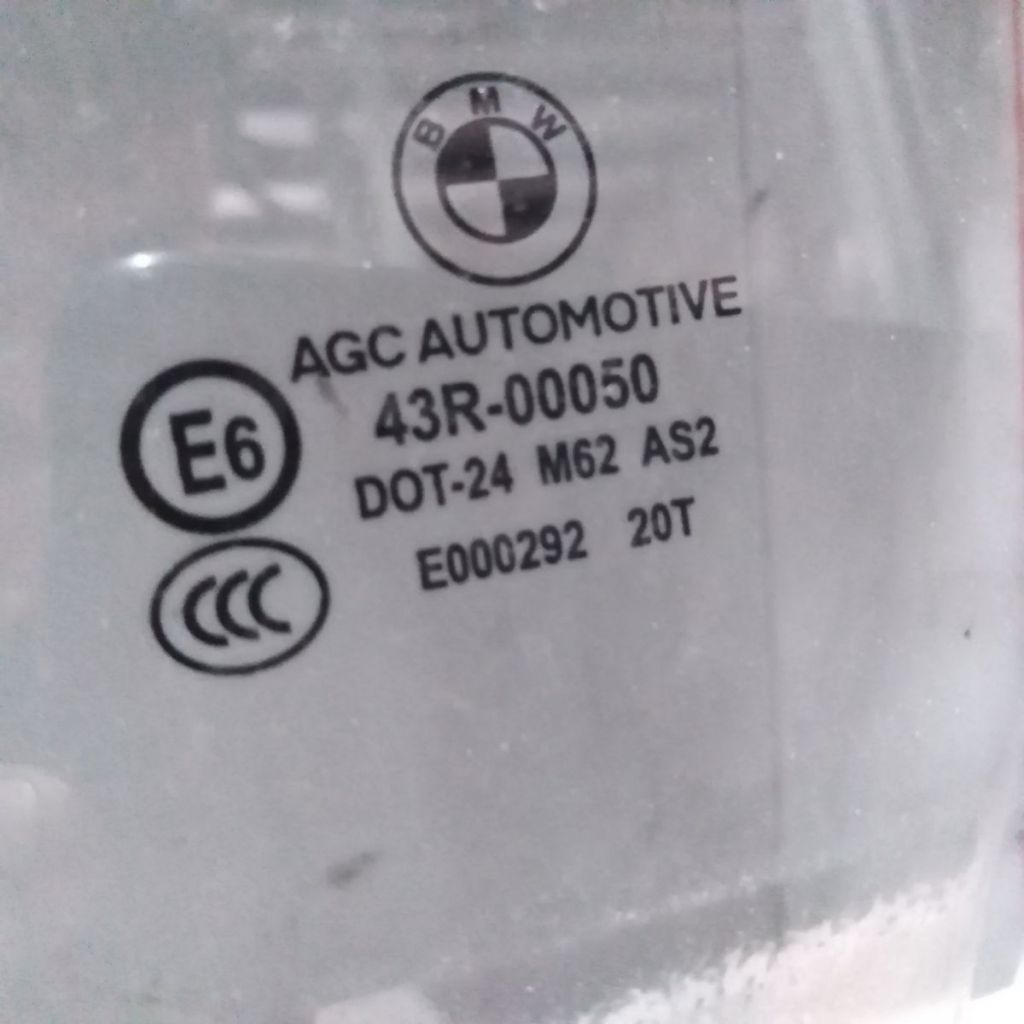 BMW
AGC AUTOMOTIVE
E6
43R-00050
DOT-24 M62 AS2
E000292 20T
CCC